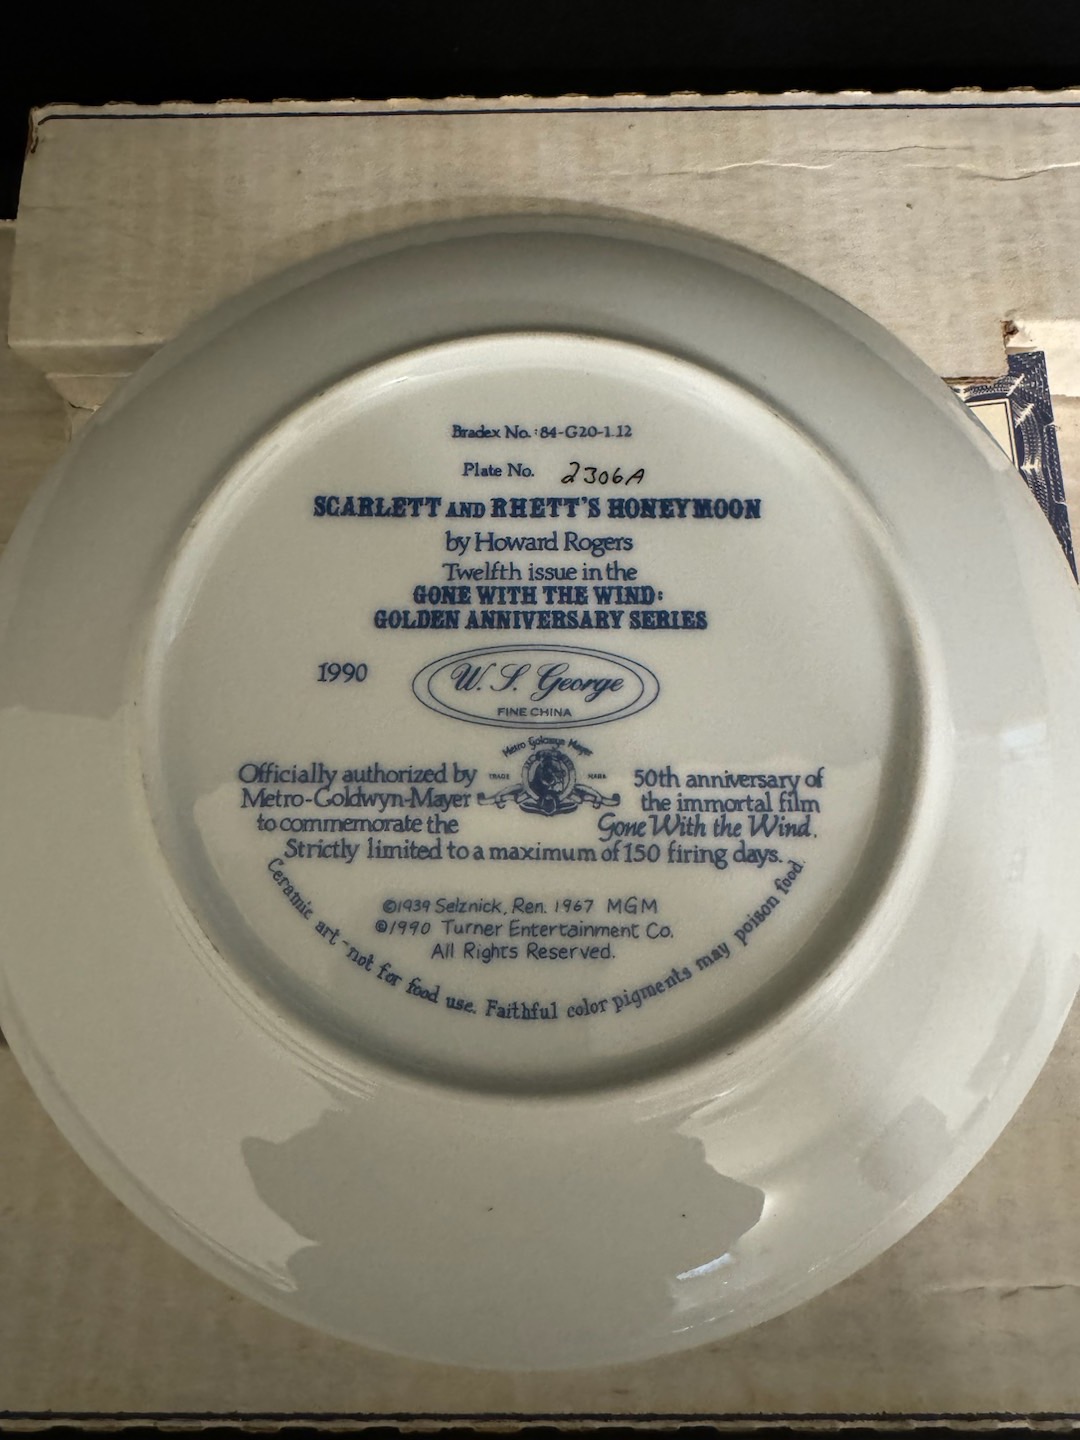 Bradex No.: 84-G20-1.12
Plate No. 2306A
SCARLETT AND RHETT'S HONEYMOON
by Howard Rogers
Twelfth issue in the
GONE WITH THE WIND:
GOLDEN ANNIVERSARY SERIES
1990
W. S. George
FINE CHINA
Metro Goldwyn Mayer
TRADE MARK
Officially authorized by
Metro-Goldwyn-Mayer
to commemorate the
50th anniversary of
the immortal film
Gone With the Wind.
Strictly limited to a maximum of 150 firing days.
©1939 Selznick, Ren. 1967 MGM
©1990 Turner Entertainment Co.
All Rights Reserved.
Ceramic art - not for food use. Faithful color pigments may poison food.